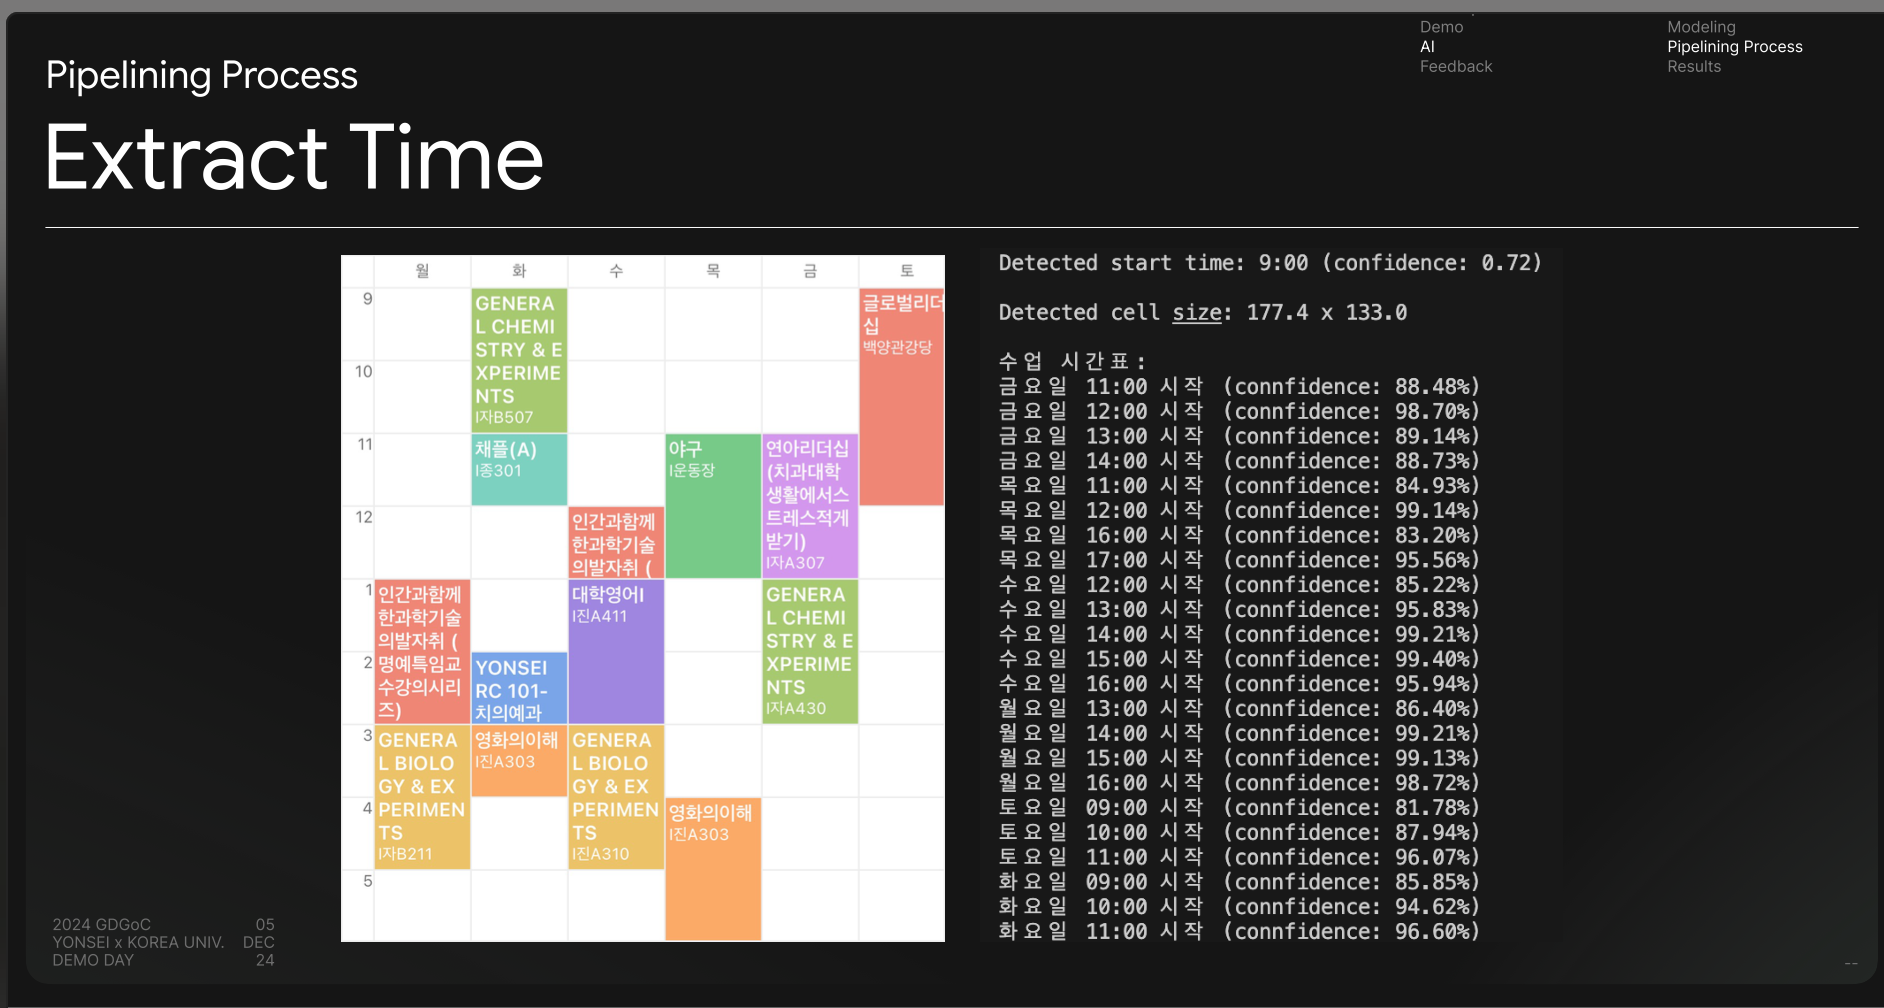 Demo
AI
Feedback
Modeling
Pipelining Process
Results
Pipelining Process
Extract Time
월 화 수 목 금 토
9
10
11
12
1
2
3
4
5
인간과함께
한과학기술
의발자취 (
명예특임교
수강의시리
즈)
GENERA
L BIOLO
GY & EX
PERIMEN
TS
I자B211
GENERA
L CHEMI
STRY & E
XPERIME
NTS
I자B507
채플(A)
I종301
YONSEI
RC 101-
치의예과
영화의이해
I진A303
인간과함께
한과학기술
의발자취 (
대학영어I
I진A411
GENERA
L BIOLO
GY & EX
PERIMEN
TS
I진A310
야구
I운동장
영화의이해
I진A303
연아리더십
(치과대학
생활에서스
트레스적게
받기)
I자A307
GENERA
L CHEMI
STRY & E
XPERIME
NTS
I자A430
글로벌리더
십
백양관강당
Detected start time: 9:00 (confidence: 0.72)
Detected cell size: 177.4 x 133.0
수업 시간표:
금요일 11:00 시작 (connfidence: 88.48%)
금요일 12:00 시작 (connfidence: 98.70%)
금요일 13:00 시작 (connfidence: 89.14%)
금요일 14:00 시작 (connfidence: 88.73%)
목요일 11:00 시작 (connfidence: 84.93%)
목요일 12:00 시작 (connfidence: 99.14%)
목요일 16:00 시작 (connfidence: 83.20%)
목요일 17:00 시작 (connfidence: 95.56%)
수요일 12:00 시작 (connfidence: 85.22%)
수요일 13:00 시작 (connfidence: 95.83%)
수요일 14:00 시작 (connfidence: 99.21%)
수요일 15:00 시작 (connfidence: 99.40%)
수요일 16:00 시작 (connfidence: 95.94%)
월요일 13:00 시작 (connfidence: 86.40%)
월요일 14:00 시작 (connfidence: 99.21%)
월요일 15:00 시작 (connfidence: 99.13%)
월요일 16:00 시작 (connfidence: 98.72%)
토요일 09:00 시작 (connfidence: 81.78%)
토요일 10:00 시작 (connfidence: 87.94%)
토요일 11:00 시작 (connfidence: 96.07%)
화요일 09:00 시작 (connfidence: 85.85%)
화요일 10:00 시작 (connfidence: 94.62%)
화요일 11:00 시작 (connfidence: 96.60%)
2024 GDGoC 05
YONSEI x KOREA UNIV. DEC
DEMO DAY 24
--